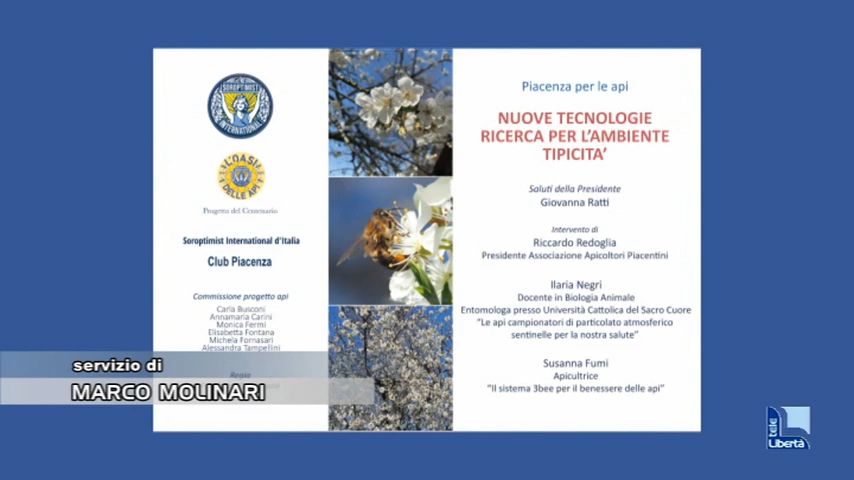 SOROPTIMIST
INTERNATIONAL
L'OASI
DELLE API
Progetto del Centenario
Soroptimist International d'Italia
Club Piacenza
Commissione progetto api
Carla Busconi
Annamaria Carini
Monica Fermi
Elisabetta Fontana
Michela Fornasari
Alessandra Tampellini
Regia
Piacenza per le api
NUOVE TECNOLOGIE
RICERCA PER L'AMBIENTE
TIPICITA'
Saluti della Presidente
Giovanna Ratti
Intervento di
Riccardo Redoglia
Presidente Associazione Apicoltori Piacentini
Ilaria Negri
Docente in Biologia Animale
Entomologa presso Università Cattolica del Sacro Cuore
"Le api campionatori di particolato atmosferico
sentinelle per la nostra salute"
Susanna Fumi
Apicultrice
"Il sistema 3bee per il benessere delle api"
servizio di
MARCO MOLINARI
tele
Libertà